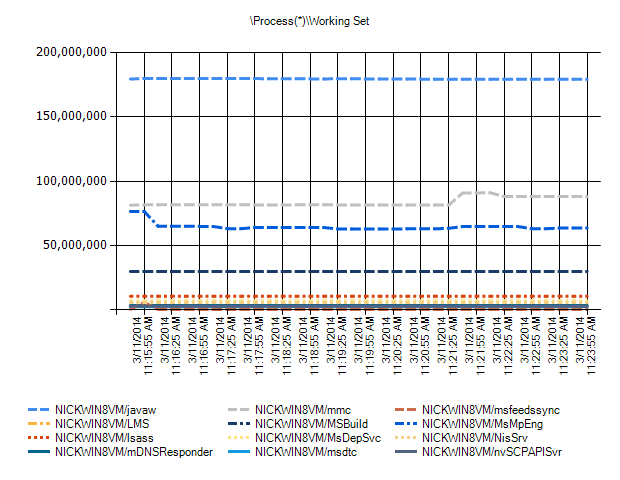 \Process(*)\Working Set
200,000,000
150,000,000
100,000,000
50,000,000
3/11/2014
11:15:55 AM
3/11/2014
11:16:25 AM
3/11/2014
11:16:55 AM
3/11/2014
11:17:25 AM
3/11/2014
11:17:55 AM
3/11/2014
11:18:25 AM
3/11/2014
11:18:55 AM
3/11/2014
11:19:25 AM
3/11/2014
11:19:55 AM
3/11/2014
11:20:25 AM
3/11/2014
11:20:55 AM
3/11/2014
11:21:25 AM
3/11/2014
11:21:55 AM
3/11/2014
11:22:25 AM
3/11/2014
11:22:55 AM
3/11/2014
11:23:25 AM
3/11/2014
11:23:55 AM
NICKWIN8VM/javaw NICKWIN8VM/mmc NICKWIN8VM/msfeedssync
NICKWIN8VM/LMS NICKWIN8VM/MSBuild NICKWIN8VM/MsMpEng
NICKWIN8VM/lsass NICKWIN8VM/MsDepSvc NICKWIN8VM/NisSrv
NICKWIN8VM/mDNSResponder NICKWIN8VM/msdtc NICKWIN8VM/nvSCPAPISvr